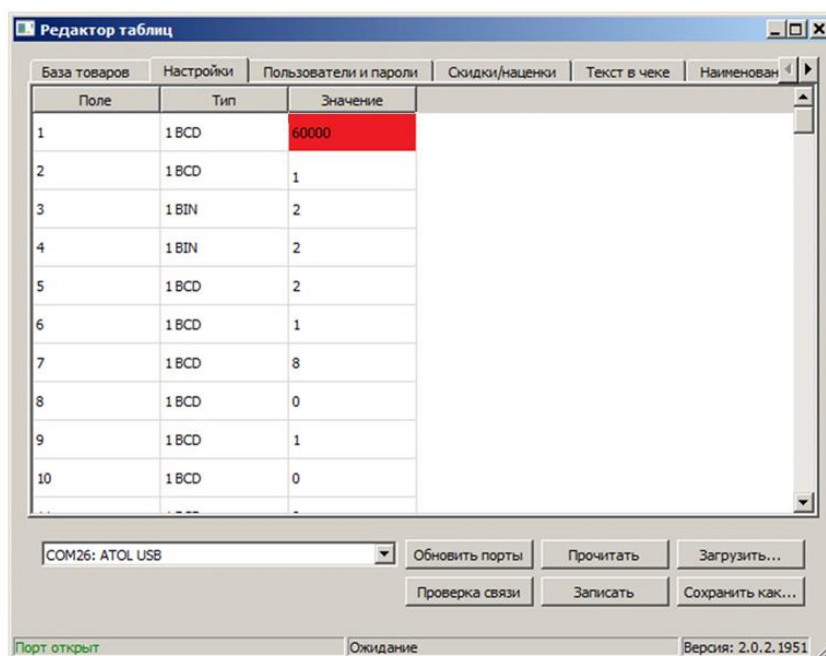 Редактор таблиц
База товаров Настройки Пользователи и пароли Скидки/наценки Текст в чеке Наименован
Поле Тип Значение
1 1 BCD 60000
2 1 BCD 1
3 1 BIN 2
4 1 BIN 2
5 1 BCD 2
6 1 BCD 1
7 1 BCD 8
8 1 BCD 0
9 1 BCD 1
10 1 BCD 0
COM26: ATOL USB Обновить порты Прочитать Загрузить...
Проверка связи Записать Сохранить как...
Порт открыт Ожидание Версия: 2.0.2.1951